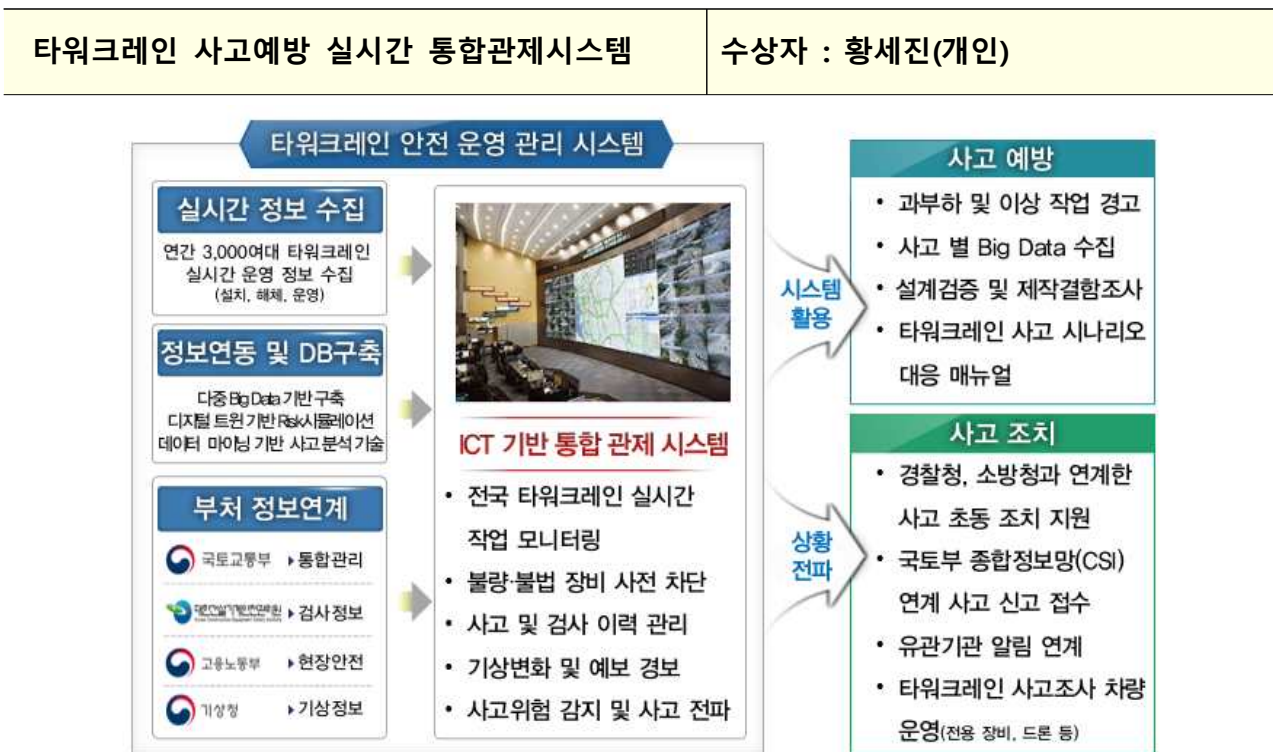 타워크레인 사고예방 실시간 통합관제시스템
수상자 : 황세진(개인)
타워크레인 안전 운영 관리 시스템
실시간 정보 수집
연간 3,000여대 타워크레인
실시간 운영 정보 수집
(설치, 해체, 운영)
정보연동 및 DB구축
다중 Big Data 기반 구축
디지털 트윈 기반 Risk시뮬레이션
데이터 마이닝 기반 사고 분석 기술
부처 정보연계
국토교통부 ▸통합관리
▸검사정보
고용노동부 ▸현장안전
기상청 ▸기상정보
ICT 기반 통합 관제 시스템
• 전국 타워크레인 실시간
작업 모니터링
• 불량·불법 장비 사전 차단
• 사고 및 검사 이력 관리
• 기상변화 및 예보 경보
• 사고위험 감지 및 사고 전파
시스템
활용
상황
전파
사고 예방
• 과부하 및 이상 작업 경고
• 사고 별 Big Data 수집
• 설계검증 및 제작결함조사
• 타워크레인 사고 시나리오
대응 매뉴얼
사고 조치
• 경찰청, 소방청과 연계한
사고 초동 조치 지원
• 국토부 종합정보망(CSI)
연계 사고 신고 접수
• 유관기관 알림 연계
• 타워크레인 사고조사 차량
운영(전용 장비, 드론 등)